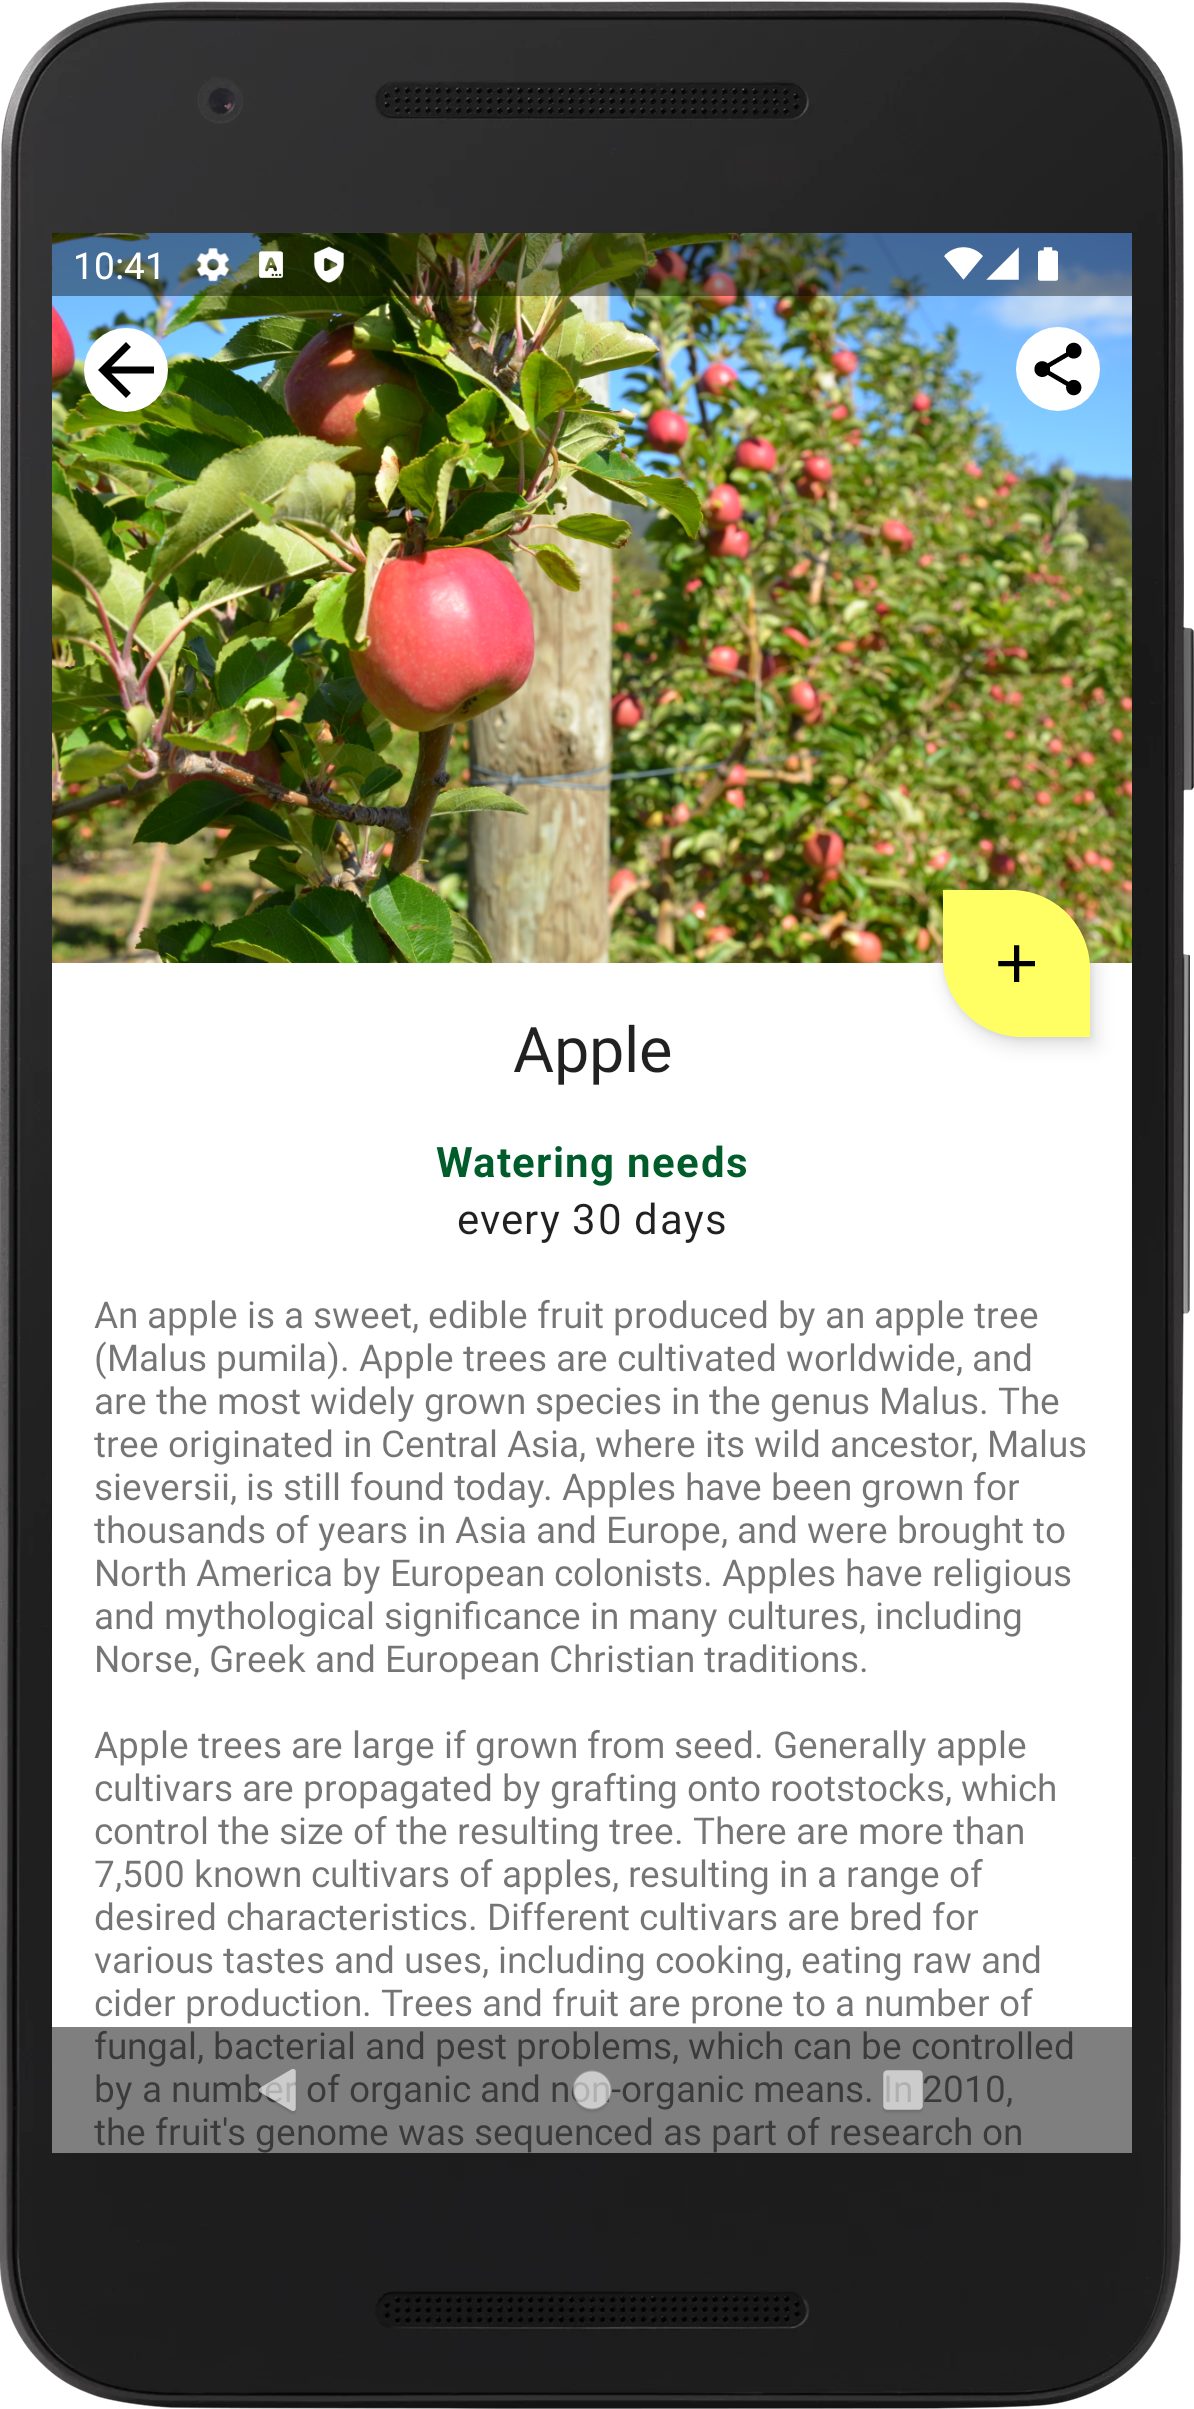 10:41
Apple
Watering needs
every 30 days
An apple is a sweet, edible fruit produced by an apple tree
(Malus pumila). Apple trees are cultivated worldwide, and
are the most widely grown species in the genus Malus. The
tree originated in Central Asia, where its wild ancestor, Malus
sieversii, is still found today. Apples have been grown for
thousands of years in Asia and Europe, and were brought to
North America by European colonists. Apples have religious
and mythological significance in many cultures, including
Norse, Greek and European Christian traditions.
Apple trees are large if grown from seed. Generally apple
cultivars are propagated by grafting onto rootstocks, which
control the size of the resulting tree. There are more than
7,500 known cultivars of apples, resulting in a range of
desired characteristics. Different cultivars are bred for
various tastes and uses, including cooking, eating raw and
cider production. Trees and fruit are prone to a number of
fungal, bacterial and pest problems, which can be controlled
by a number of organic and non-organic means. In 2010,
the fruit's genome was sequenced as part of research on